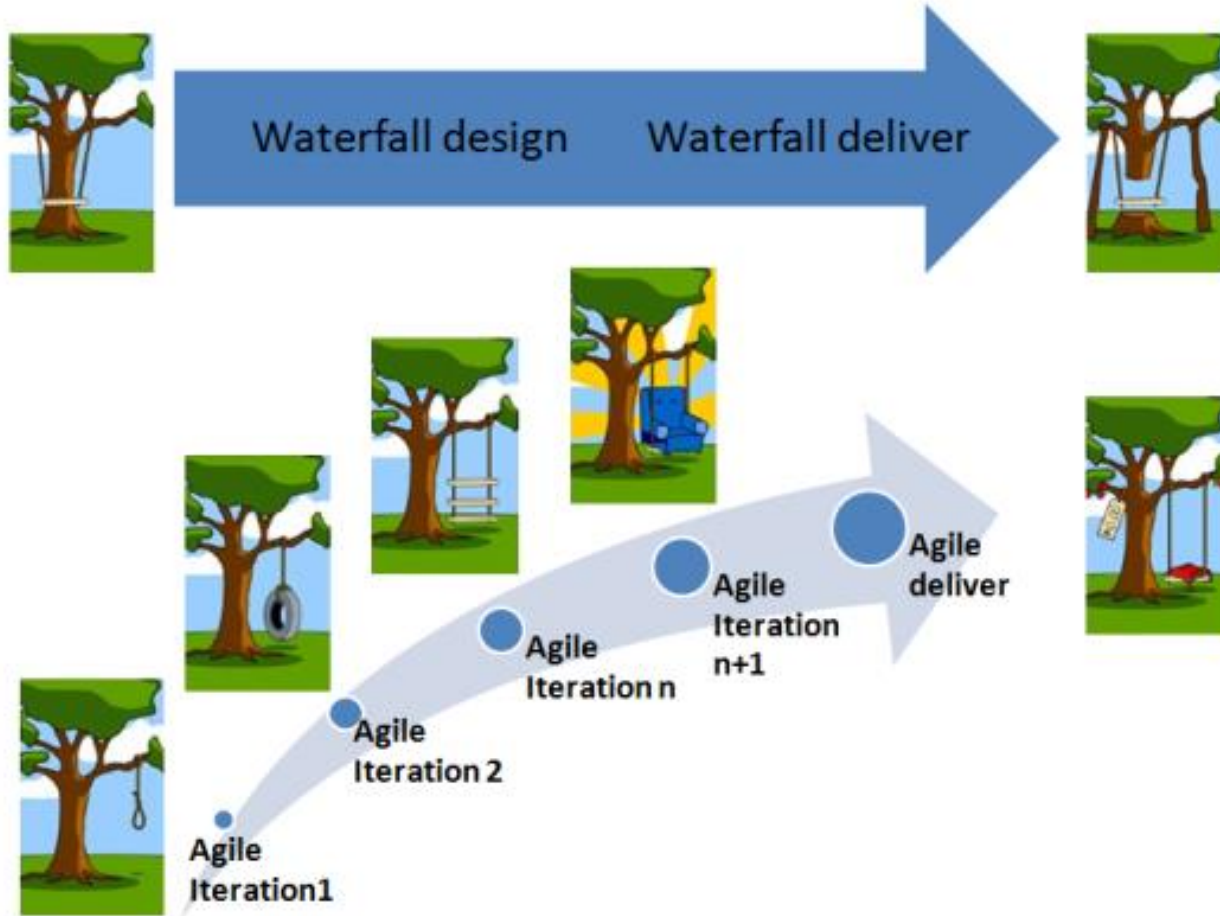 Waterfall design
Waterfall deliver
Agile
deliver
Agile
Iteration
n+1
Agile
Iteration n
Agile
Iteration 2
Agile
Iteration1